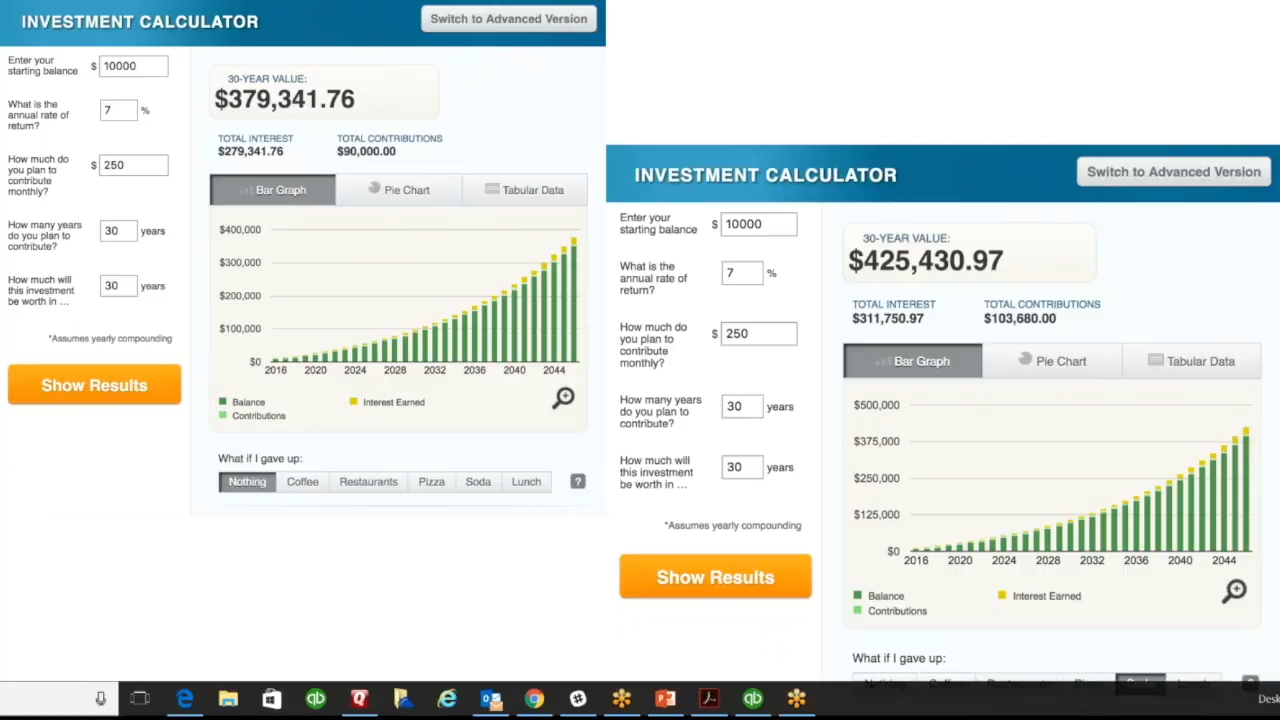 INVESTMENT CALCULATOR
Switch to Advanced Version
Enter your
starting balance
$ 10000
What is the
annual rate of
return?
7 %
How much do
you plan to
contribute
monthly?
$ 250
How many years
do you plan to
contribute?
30 years
How much will
this investment
be worth in ...
30 years
*Assumes yearly compounding
Show Results
30-YEAR VALUE:
$379,341.76
TOTAL INTEREST
$279,341.76
TOTAL CONTRIBUTIONS
$90,000.00
Bar Graph
Pie Chart
Tabular Data
$400,000
$300,000
$200,000
$100,000
$0
2016 2020 2024 2028 2032 2036 2040 2044
Balance
Interest Earned
Contributions
What if I gave up:
Nothing Coffee Restaurants Pizza Soda Lunch ?
INVESTMENT CALCULATOR
Switch to Advanced Version
Enter your
starting balance
$ 10000
What is the
annual rate of
return?
7 %
How much do
you plan to
contribute
monthly?
$ 250
How many years
do you plan to
contribute?
30 years
How much will
this investment
be worth in ...
30 years
*Assumes yearly compounding
Show Results
30-YEAR VALUE:
$425,430.97
TOTAL INTEREST
$311,750.97
TOTAL CONTRIBUTIONS
$103,680.00
Bar Graph
Pie Chart
Tabular Data
$500,000
$375,000
$250,000
$125,000
$0
2016 2020 2024 2028 2032 2036 2040 2044
Balance
Interest Earned
Contributions
What if I gave up: